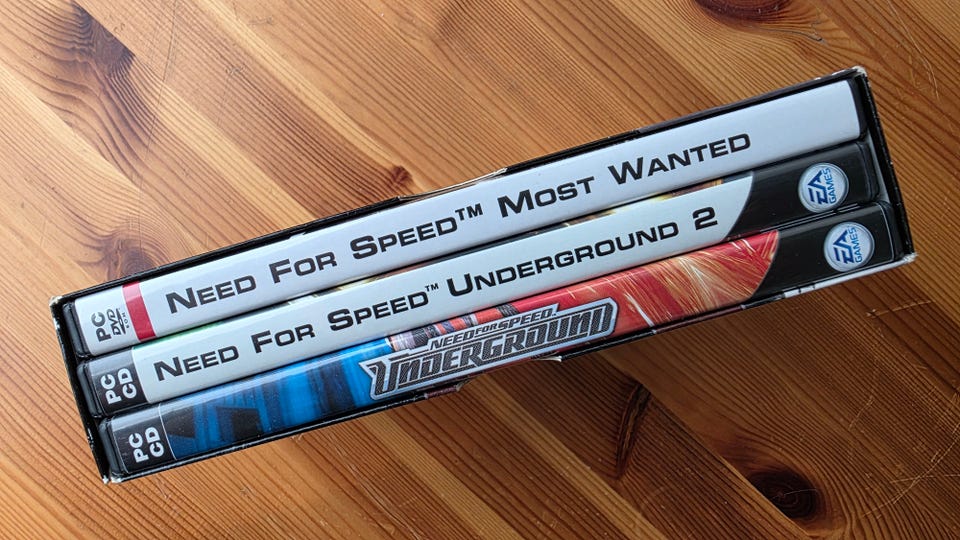 PC
DVD
ROM
NEED FOR SPEED™ MOST WANTED
PC
CD
NEED FOR SPEED™ UNDERGROUND 2
EA
GAMES
PC
CD
NEED FOR SPEED
UNDERGROUND
EA
GAMES